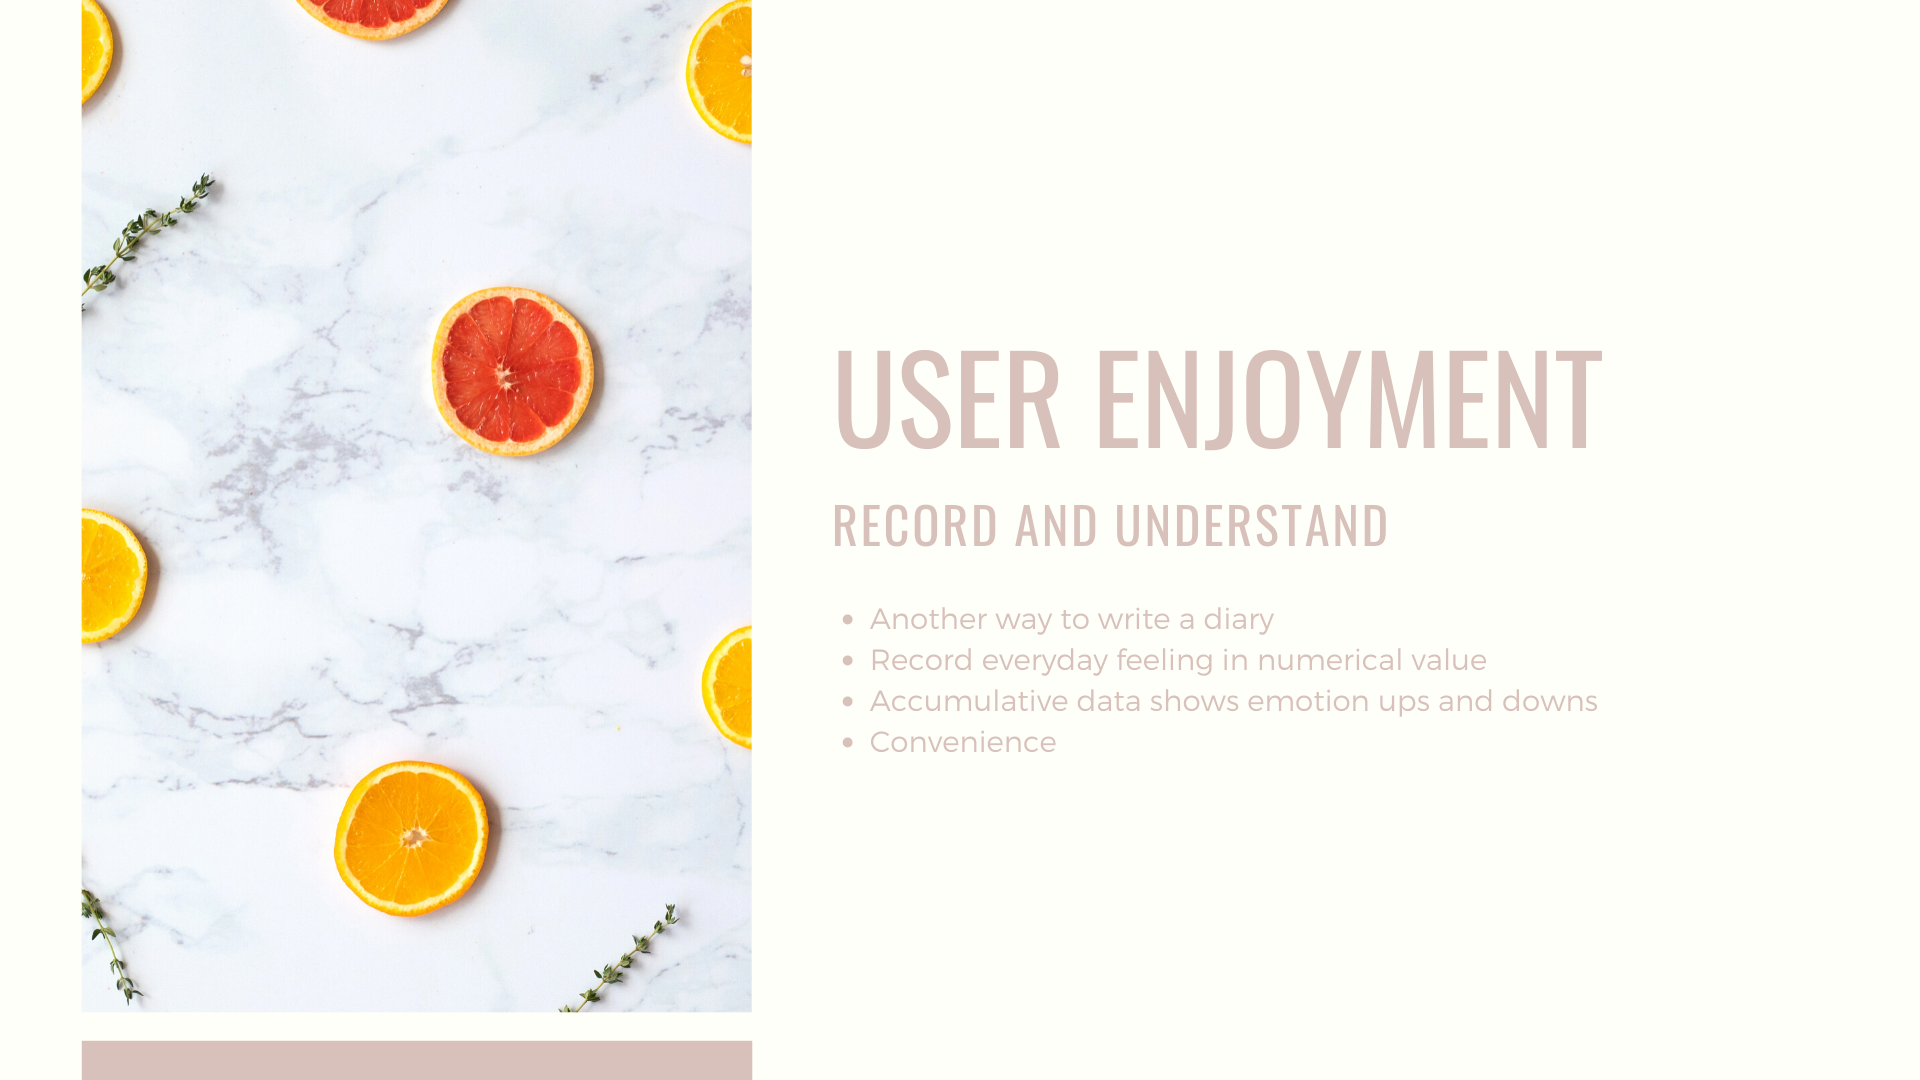 USER ENJOYMENT
RECORD AND UNDERSTAND
• Another way to write a diary
• Record everyday feeling in numerical value
• Accumulative data shows emotion ups and downs
• Convenience